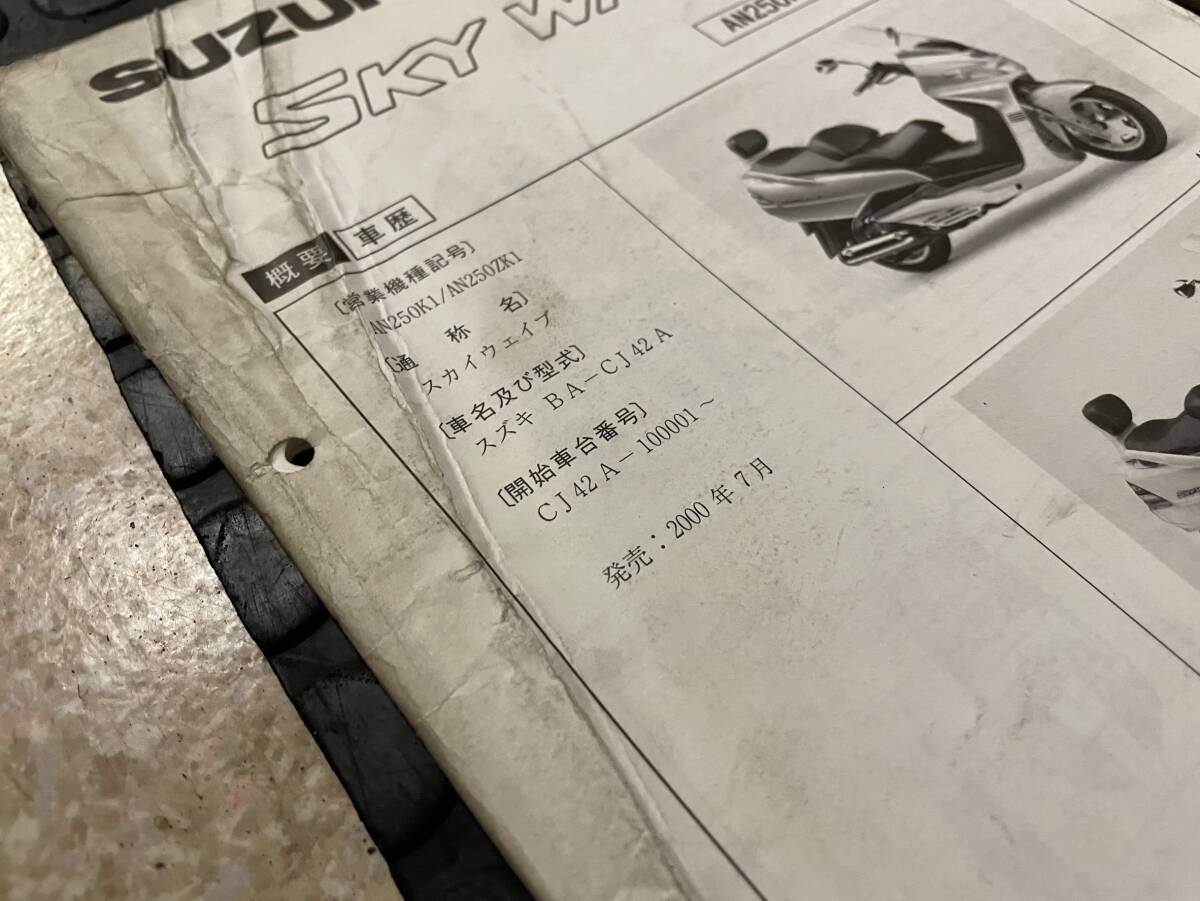 SUZU
SKY W
AN250
概要 車歴
〔営業機種記号〕
AN250K1/AN250ZK1
〔通 称 名〕
スカイウェイブ
〔車名及び型式〕
スズキ BA-CJ42A
〔開始車台番号〕
CJ42A-100001~
発売：2000年7月